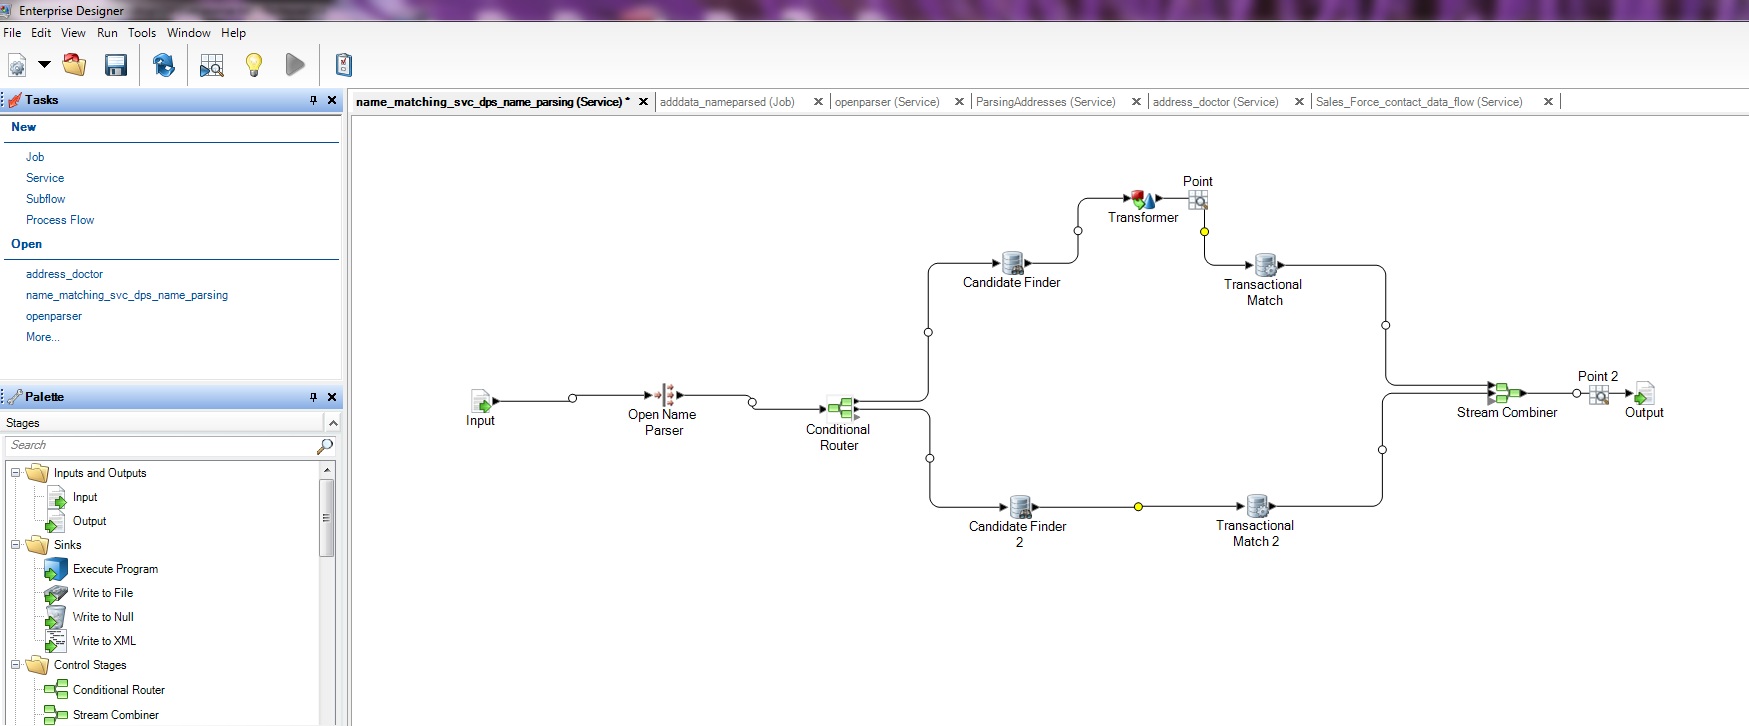 Enterprise Designer
File Edit View Run Tools Window Help
Tasks
New
Job
Service
Subflow
Process Flow
Open
address_doctor
name_matching_svc_dps_name_parsing
openparser
More...
Palette
Stages
Search
Inputs and Outputs
Input
Output
Sinks
Execute Program
Write to File
Write to Null
Write to XML
Control Stages
Conditional Router
Stream Combiner
name_matching_svc_dps_name_parsing (Service) * adddata_nameparsed (Job) openparser (Service) ParsingAddresses (Service) address_doctor (Service) Sales_Force_contact_data_flow (Service)
Point
Transformer
Candidate Finder
Transactional
Match
Input
Open Name
Parser
Conditional
Router
Point 2
Stream Combiner
Output
Candidate Finder
2
Transactional
Match 2